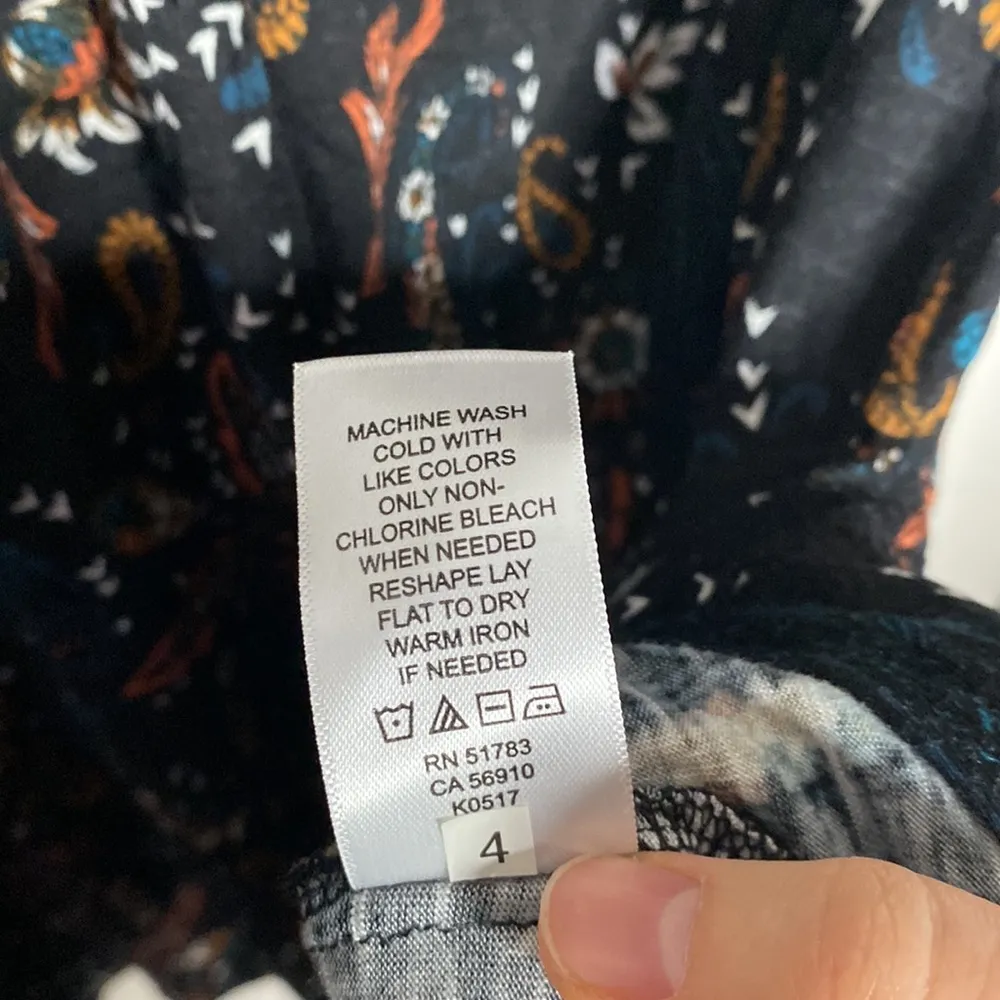 MACHINE WASH
COLD WITH
LIKE COLORS
ONLY NON-
CHLORINE BLEACH
WHEN NEEDED
RESHAPE LAY
FLAT TO DRY
WARM IRON
IF NEEDED
RN 51783
CA 56910
K0517
4